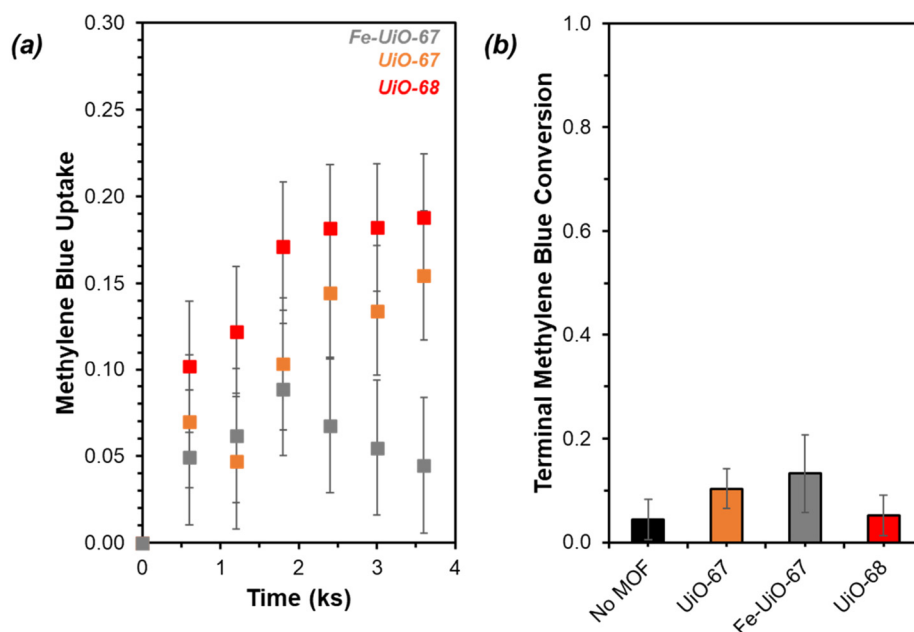 (a)
Methylene Blue Uptake
0.30
0.25
0.20
0.15
0.10
0.05
0.00
Fe-UiO-67
UiO-67
UiO-68
0
1
2
3
4
Time (ks)
(b)
Terminal Methylene Blue Conversion
1.0
0.8
0.6
0.4
0.2
0.0
No MOF
UiO-67
Fe-UiO-67
UiO-68